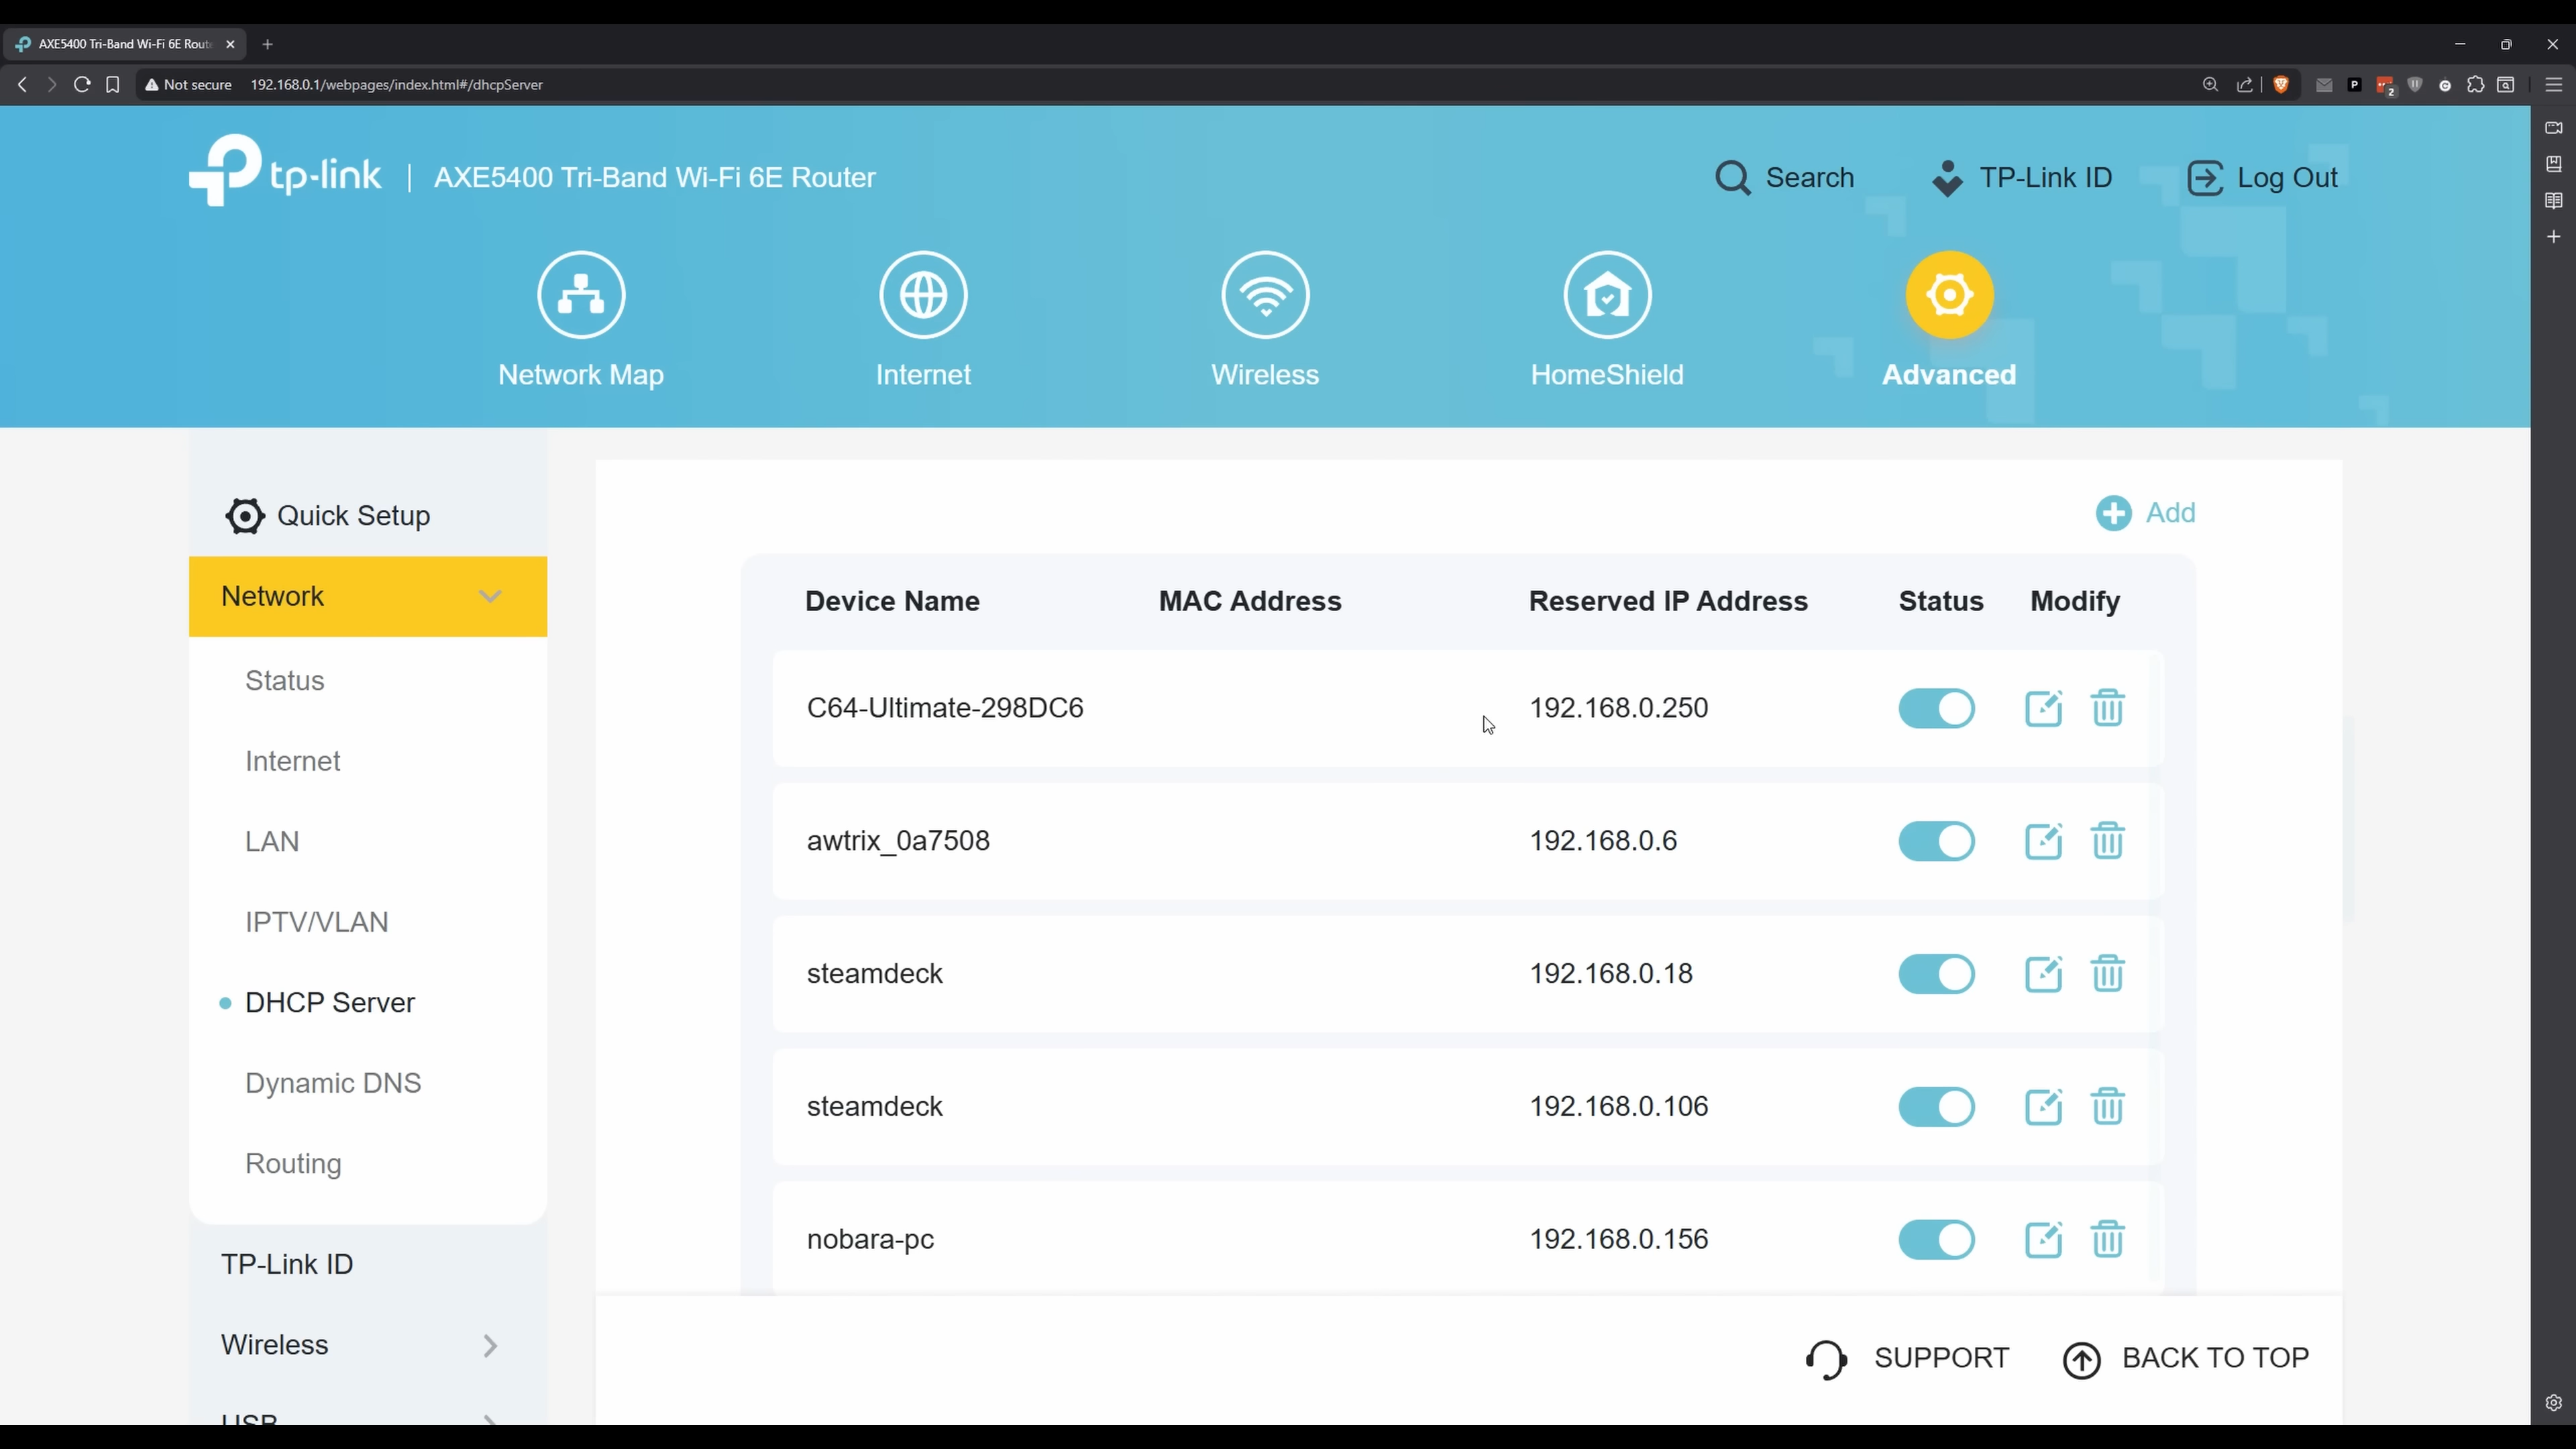 AXE5400 Tri-Band Wi-Fi 6E Route
Not secure 192.168.0.1/webpages/index.html#/dhcpServer
2
tp-link | AXE5400 Tri-Band Wi-Fi 6E Router
Search TP-Link ID Log Out
Network Map Internet Wireless HomeShield Advanced
Quick Setup
Network
Status
Internet
LAN
IPTV/VLAN
DHCP Server
Dynamic DNS
Routing
TP-Link ID
Wireless
USB
Add
Device Name MAC Address Reserved IP Address Status Modify
C64-Ultimate-298DC6 192.168.0.250
awtrix_0a7508 192.168.0.6
steamdeck 192.168.0.18
steamdeck 192.168.0.106
nobara-pc 192.168.0.156
SUPPORT BACK TO TOP